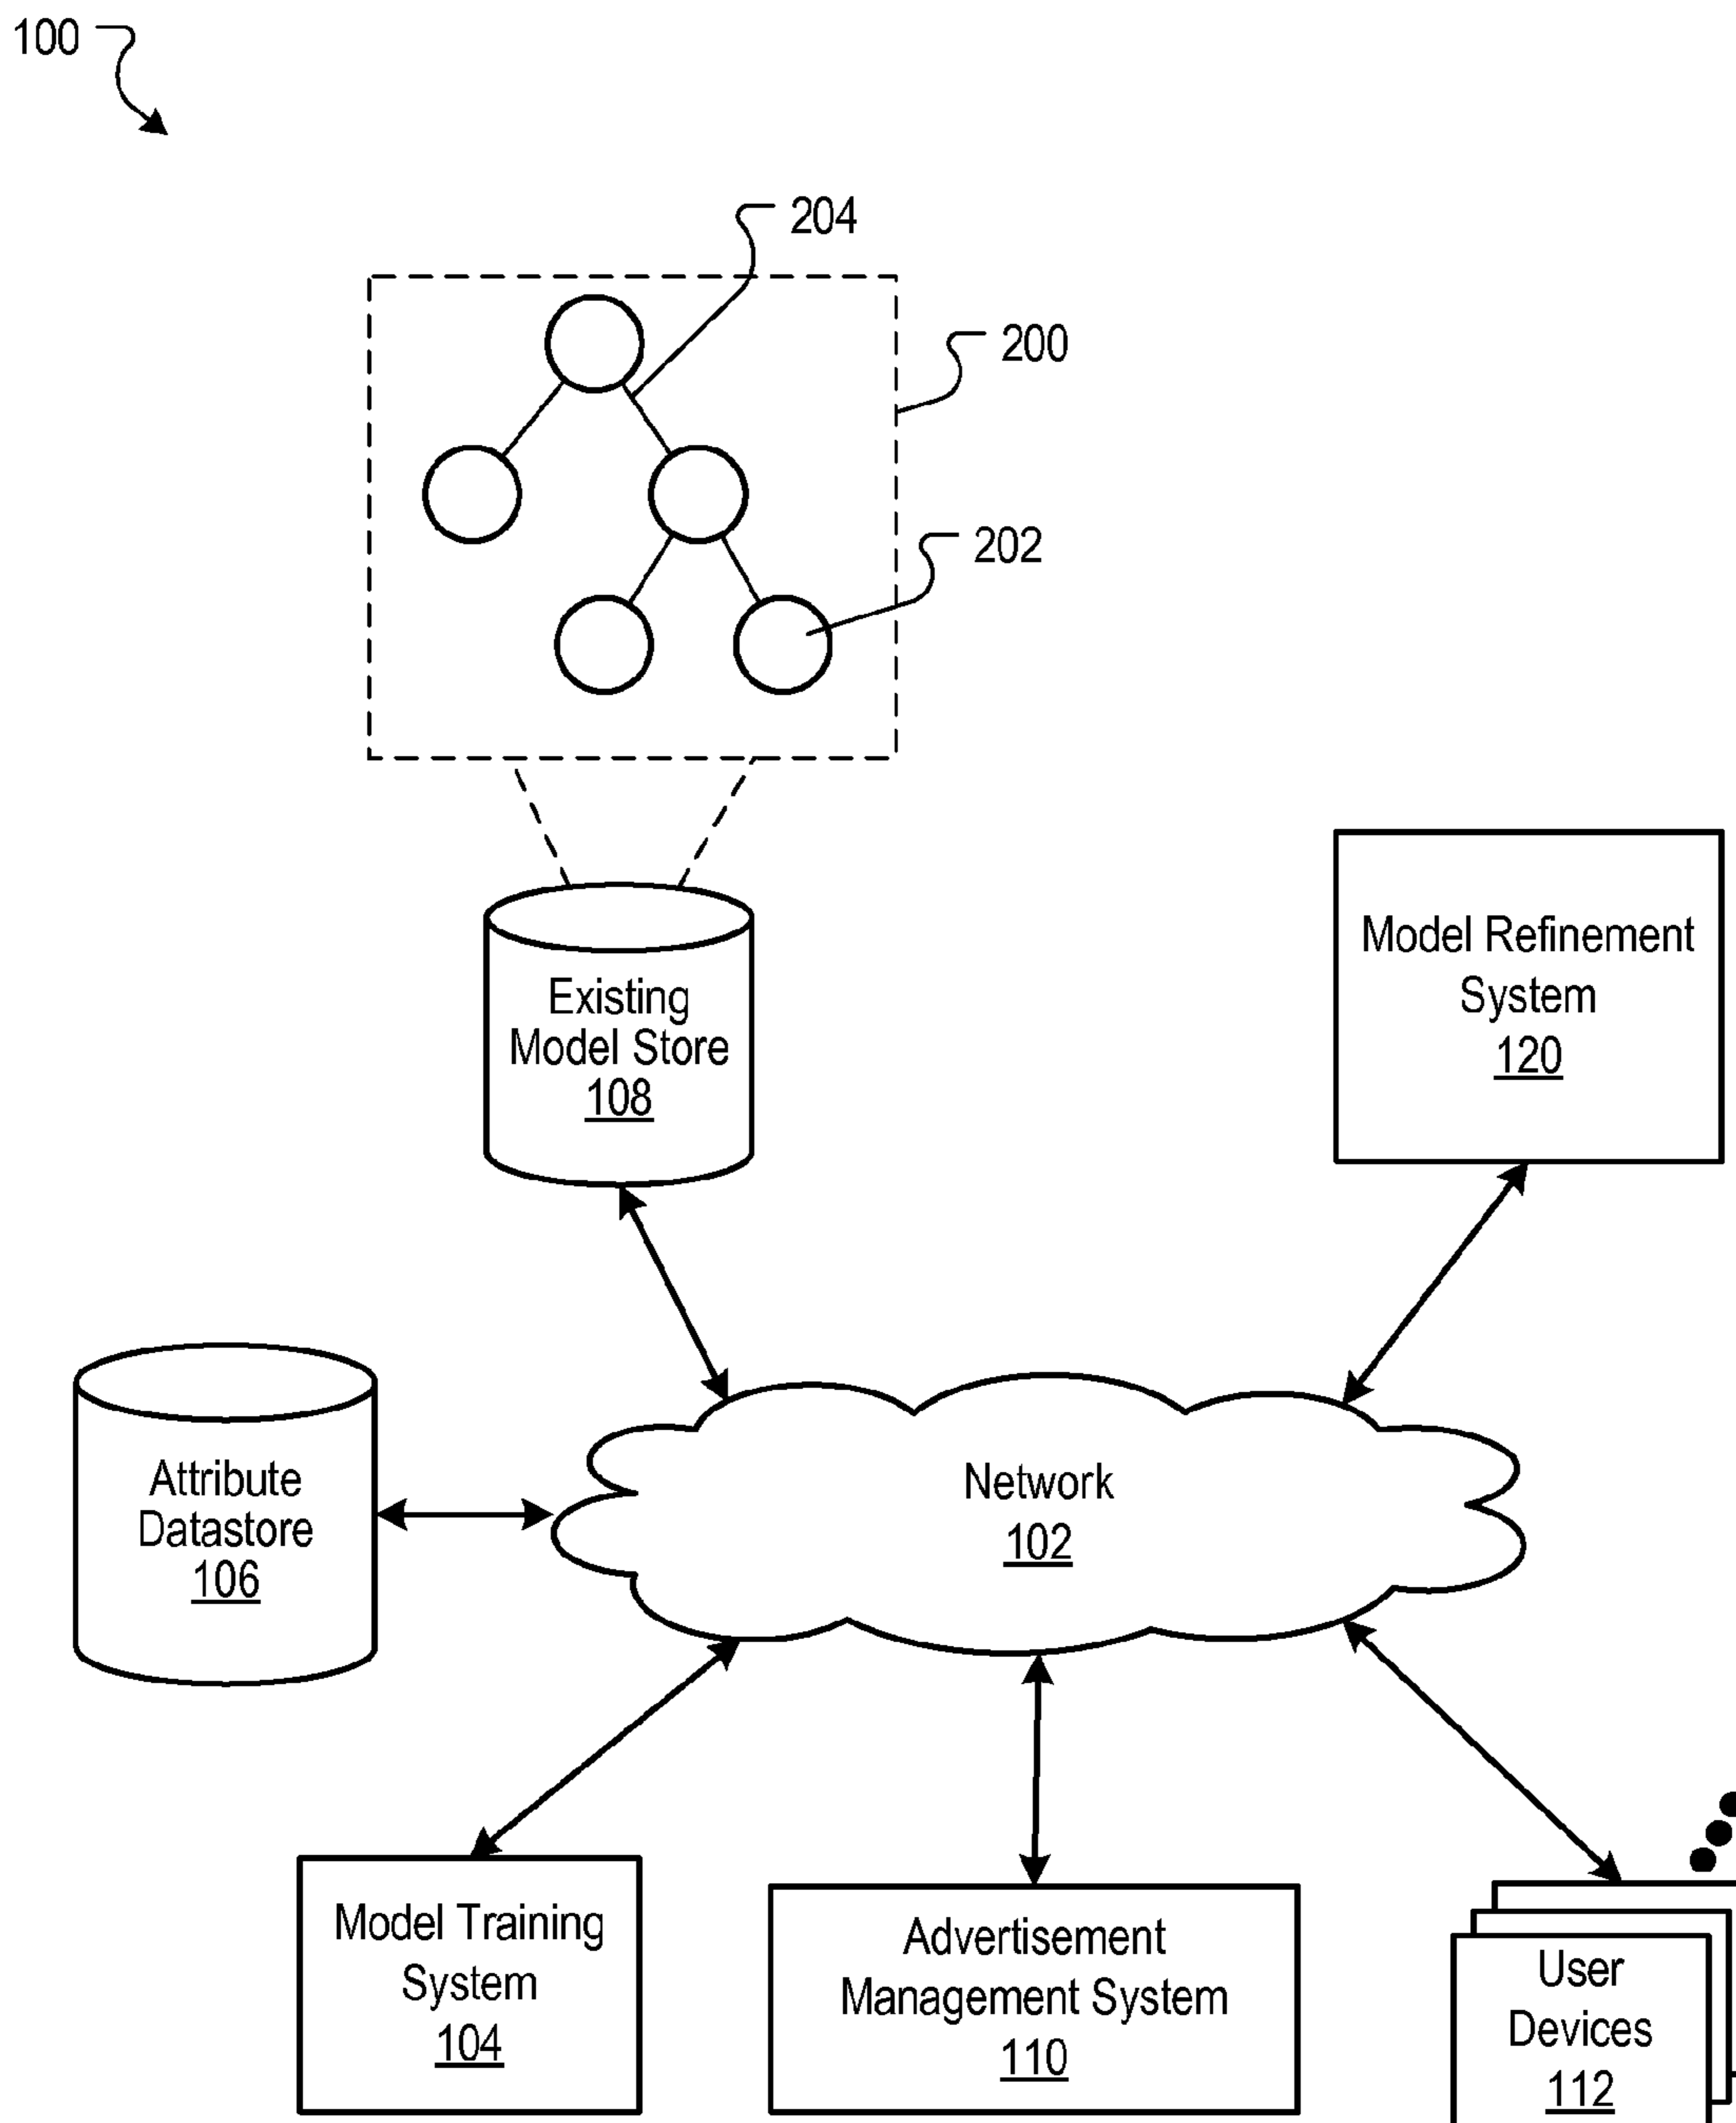 100
204
200
202
Existing
Model Store
108
Model Refinement
System
120
Attribute
Datastore
106
Network
102
Model Training
System
104
Advertisement
Management System
110
User
Devices
112